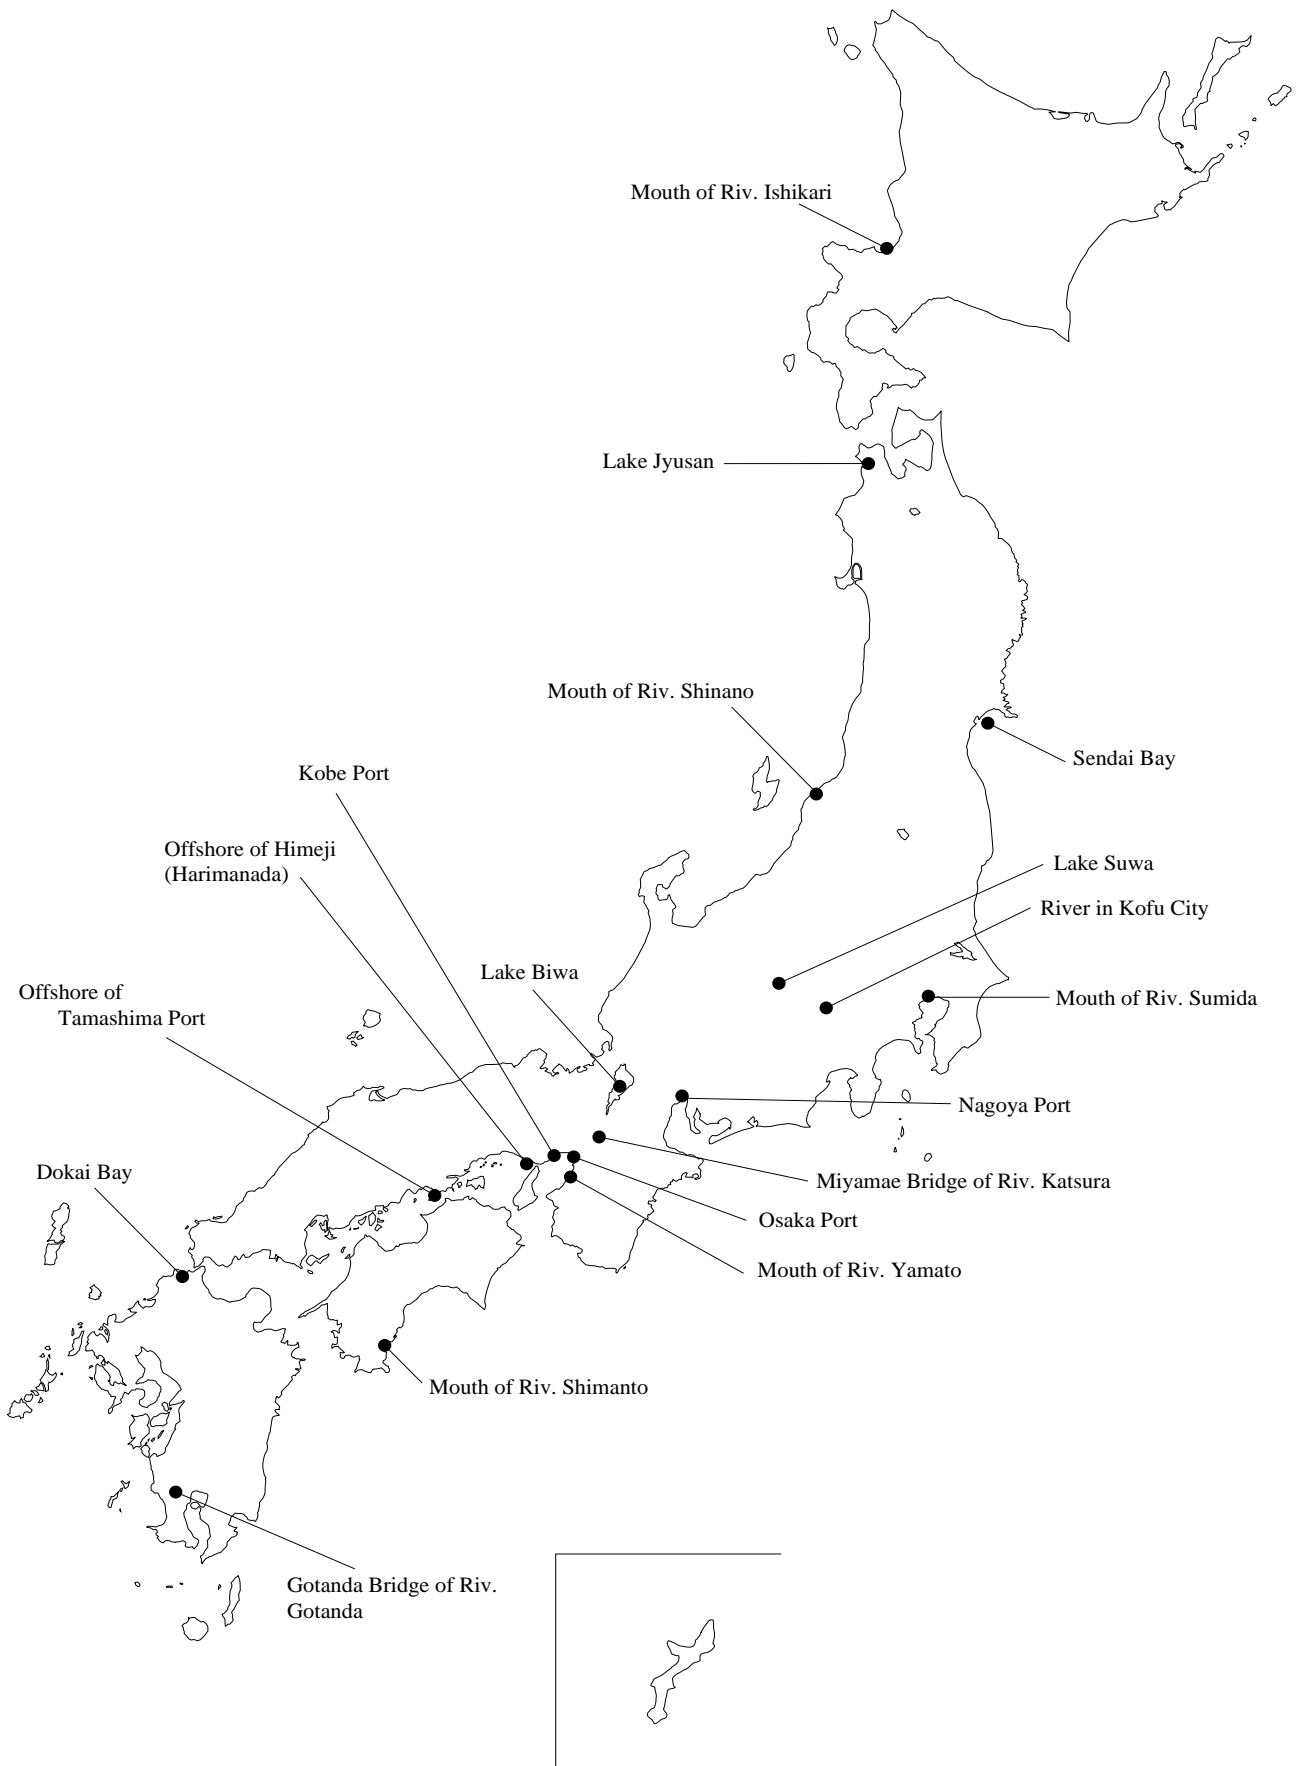 Mouth of Riv. Ishikari
Lake Jyusan
Mouth of Riv. Shinano
Sendai Bay
Kobe Port
Offshore of Himeji
(Harimanada)
Lake Suwa
River in Kofu City
Lake Biwa
Offshore of
Tamashima Port
Mouth of Riv. Sumida
Nagoya Port
Dokai Bay
Miyamae Bridge of Riv. Katsura
Osaka Port
Mouth of Riv. Yamato
Mouth of Riv. Shimanto
Gotanda Bridge of Riv.
Gotanda